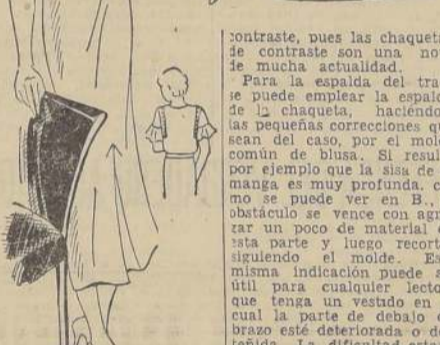 contraste, pues las chaqueta
de contraste son una no
de mucha actualidad.
Para la espalda del tra
se puede emplear la espald
de la chaqueta, haciendo
las pequeñas correcciones qu
sean del caso, por el mol
común de blusa. Si resul
por ejemplo que la sisa de
manga es muy profunda. c
mo se puede ver en B.,
obstáculo se vence con agr
zar un poco de material
esta parte y luego recort
siguiendo el molde. Es
misma indicación puede s
útil para cualquier lecto
que tenga un vestido en
cual la parte de debajo
brazo esté deteriorada o d
teñida. La dificultad